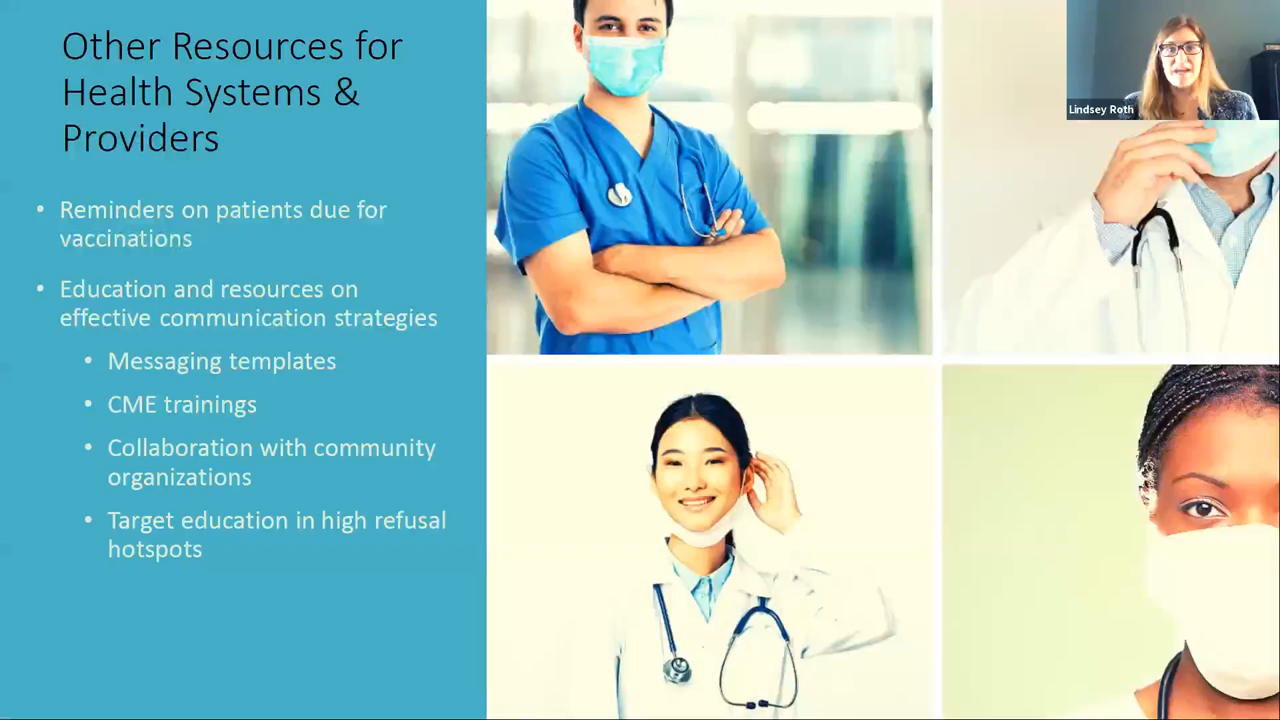 Other Resources for
Health Systems &
Providers
• Reminders on patients due for
vaccinations
• Education and resources on
effective communication strategies
• Messaging templates
• CME trainings
• Collaboration with community
organizations
• Target education in high refusal
hotspots
Lindsey Roth